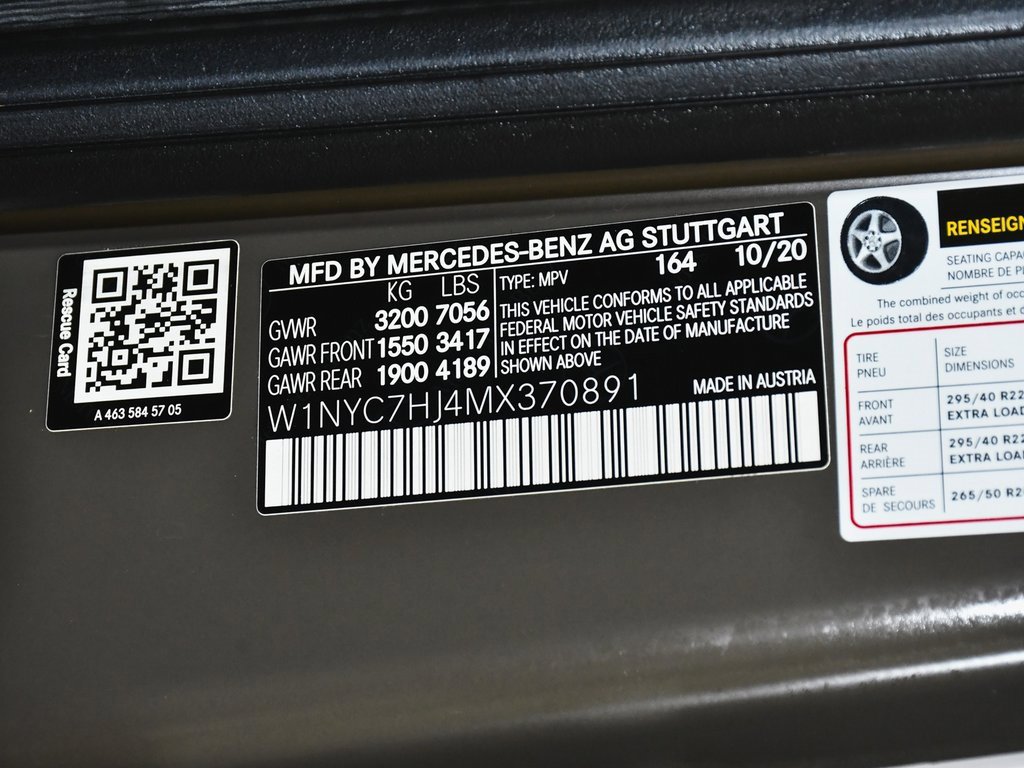 Rescue Card
A 463 584 57 05
MFD BY MERCEDES-BENZ AG STUTTGART
KG LBS
GVWR 3200 7056
GAWR FRONT 1550 3417
GAWR REAR 1900 4189
TYPE: MPV 164 10/20
THIS VEHICLE CONFORMS TO ALL APPLICABLE
FEDERAL MOTOR VEHICLE SAFETY STANDARDS
IN EFFECT ON THE DATE OF MANUFACTURE
SHOWN ABOVE
W1NYC7HJ4MX370891 MADE IN AUSTRIA
RENSEIGN
SEATING CAPA
NOMBRE DE PL
The combined weight of occ
Le poids total des occupants et d
TIRE
PNEU
SIZE
DIMENSIONS
FRONT
AVANT
295/40 R22
EXTRA LOAD
REAR
ARRIÈRE
295/40 R22
EXTRA LOAD
SPARE
DE SECOURS
265/50 R2